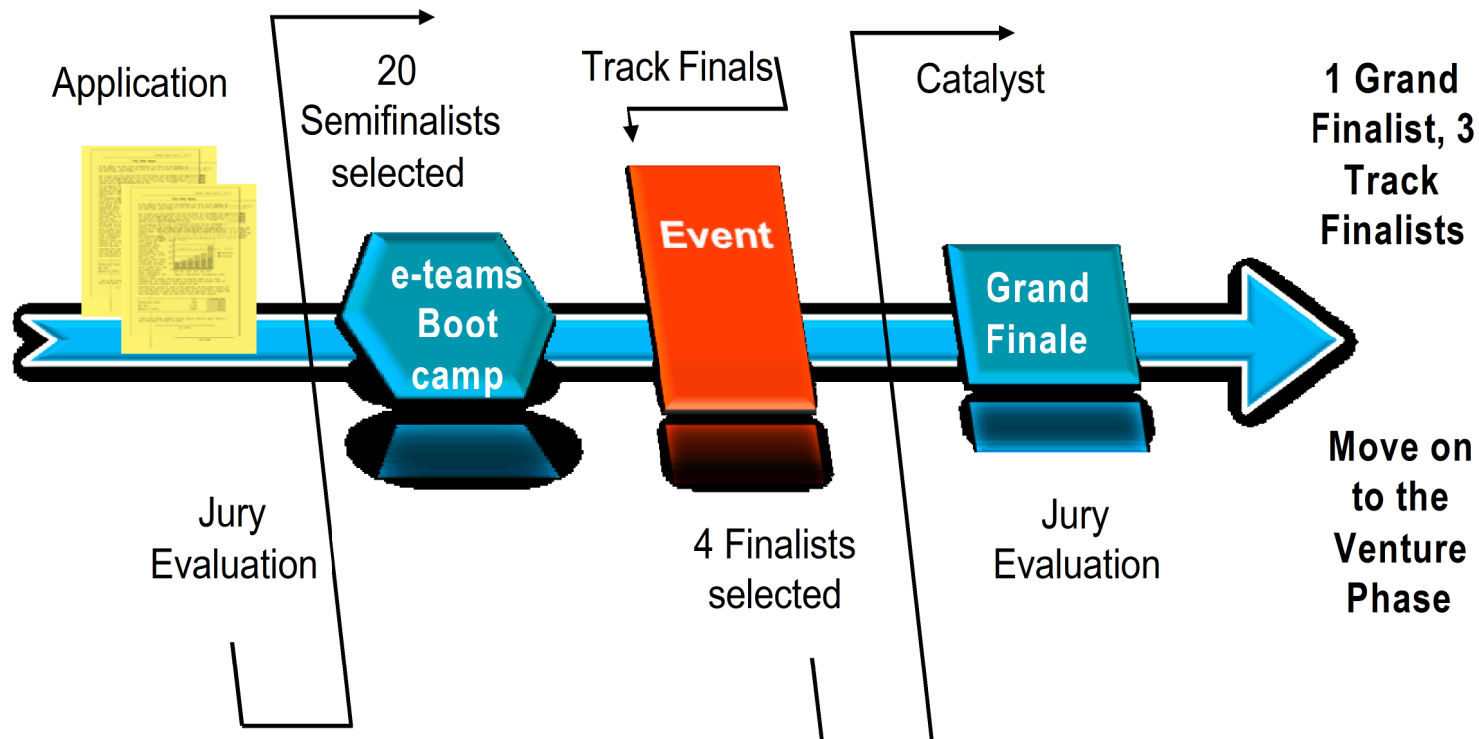 Application
20
Semifinalists
selected
Track Finals
Catalyst
1 Grand
Finalist, 3
Track
Finalists
e-teams
Boot
camp
Event
Grand
Finale
Jury
Evaluation
4 Finalists
selected
Jury
Evaluation
Move on
to the
Venture
Phase